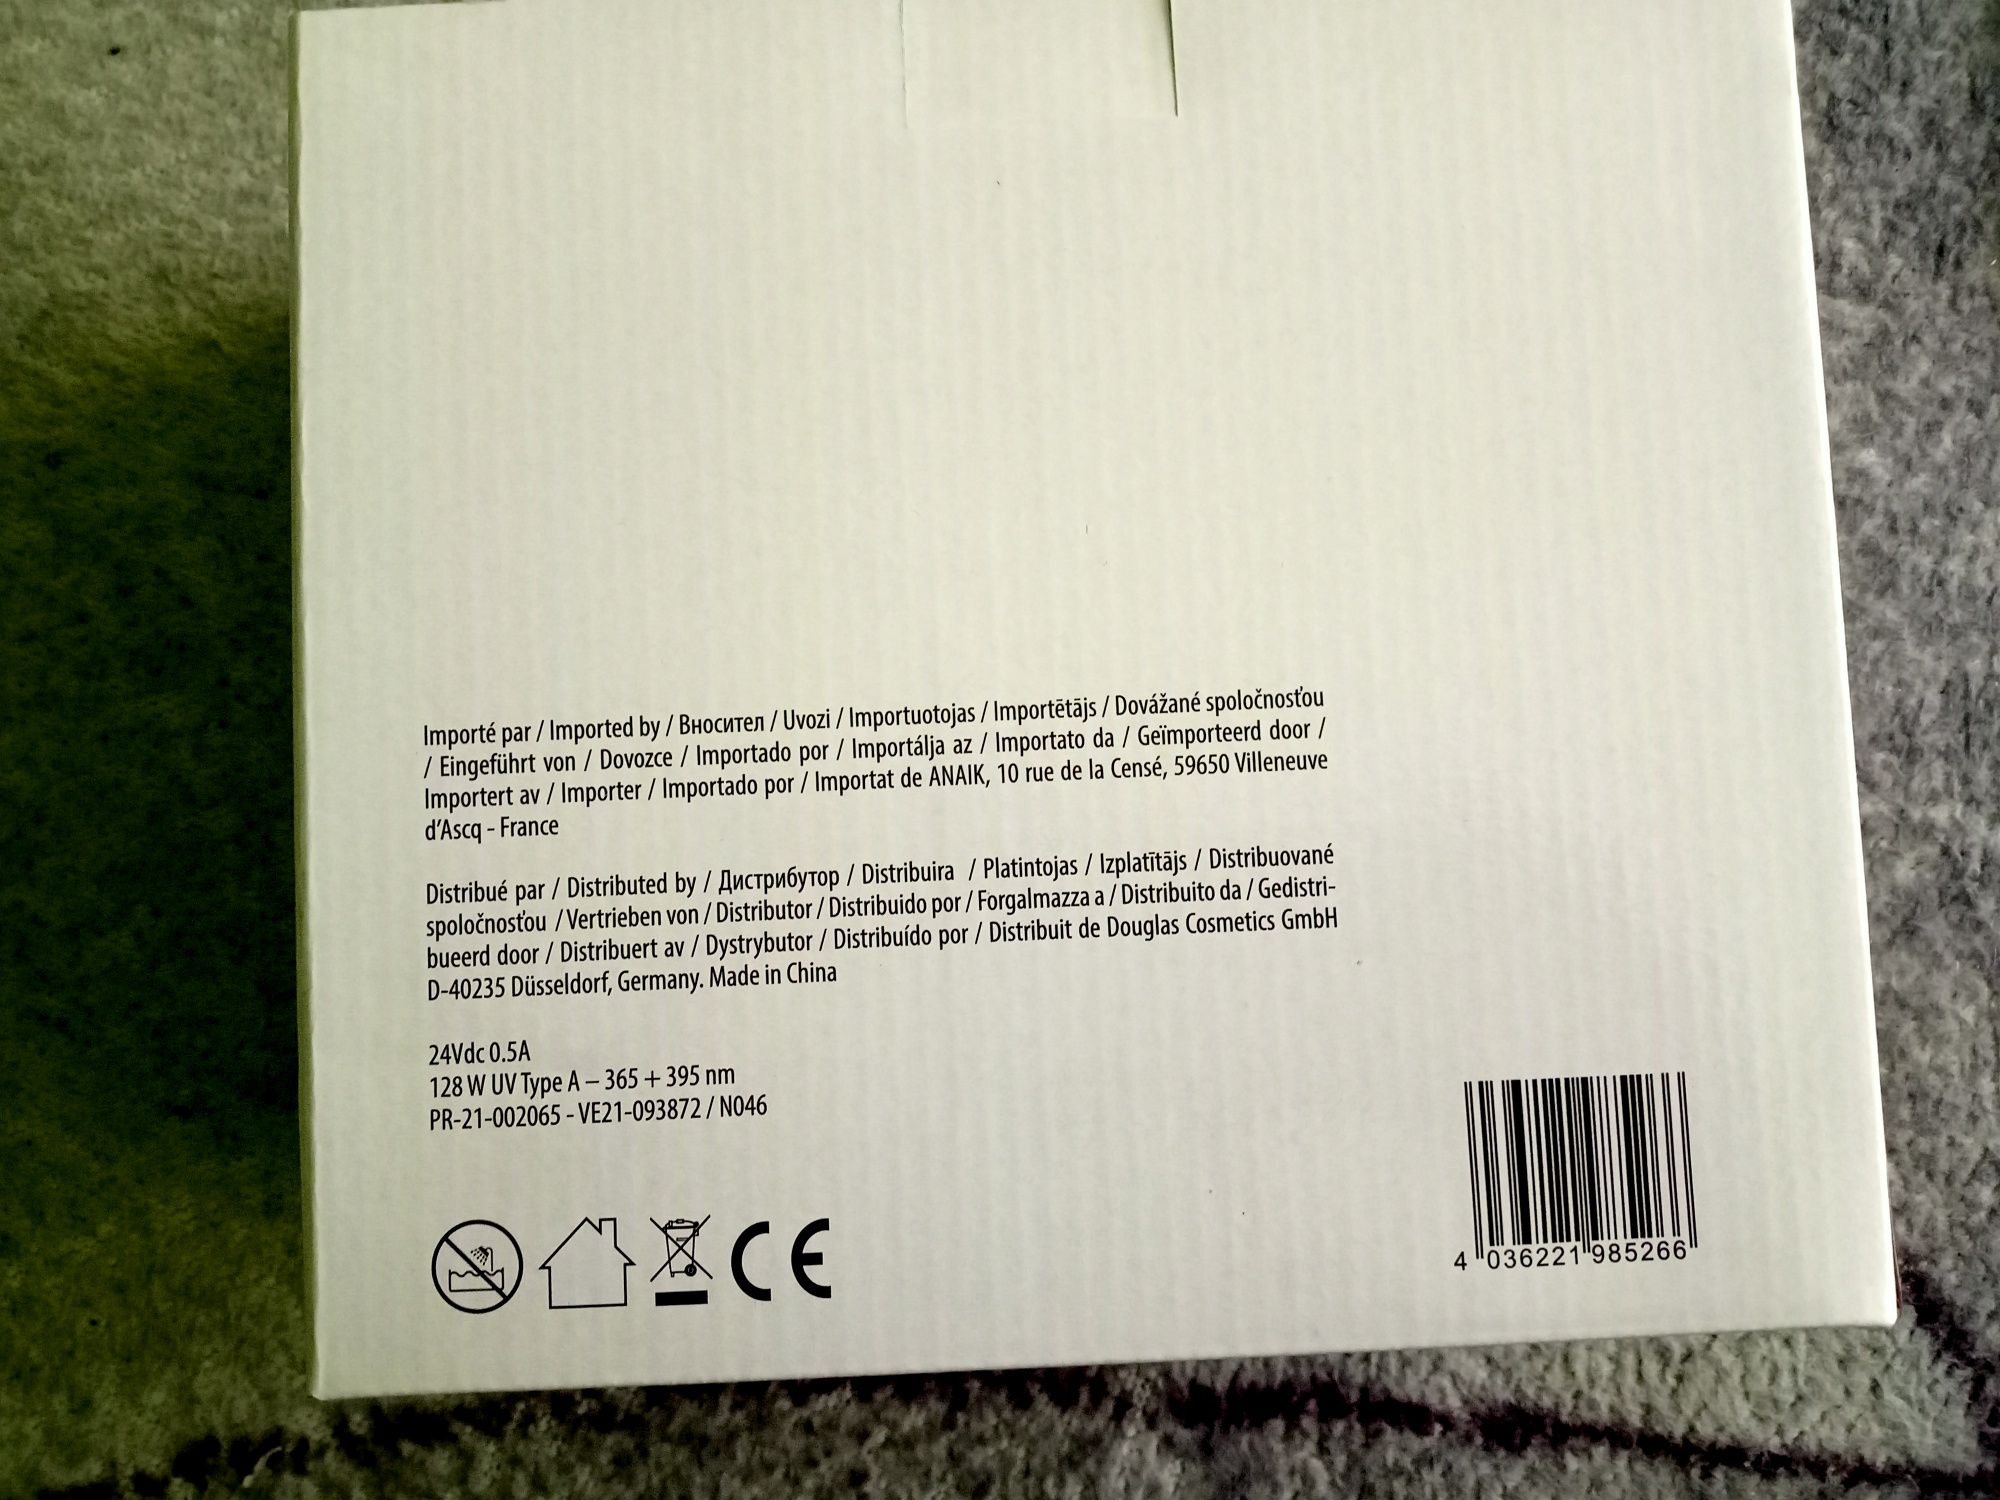 Importé par / Imported by / Вносител / Uvozi / Importuotojas / Importētājs / Dovážané spoločnosťou
/ Eingeführt von / Dovozce / Importado por / Importálja az / Importato da / Geïmporteerd door /
Importert av / Importer / Importado por / Importat de ANAIK, 10 rue de la Censé, 59650 Villeneuve
d'Ascq - France
Distribué par / Distributed by / Дистрибутор / Distribuira / Platintojas / Izplatītājs / Distribuované
spoločnosťou / Vertrieben von / Distributor / Distribuido por / Forgalmazza a / Distribuito da / Gedistri-
bueerd door / Distribuert av / Dystrybutor / Distribuído por / Distribuit de Douglas Cosmetics GmbH
D-40235 Düsseldorf, Germany. Made in China
24Vdc 0.5A
128 W UV Type A – 365 + 395 nm
PR-21-002065 - VE21-093872 / N046
CE
4 036221 985266